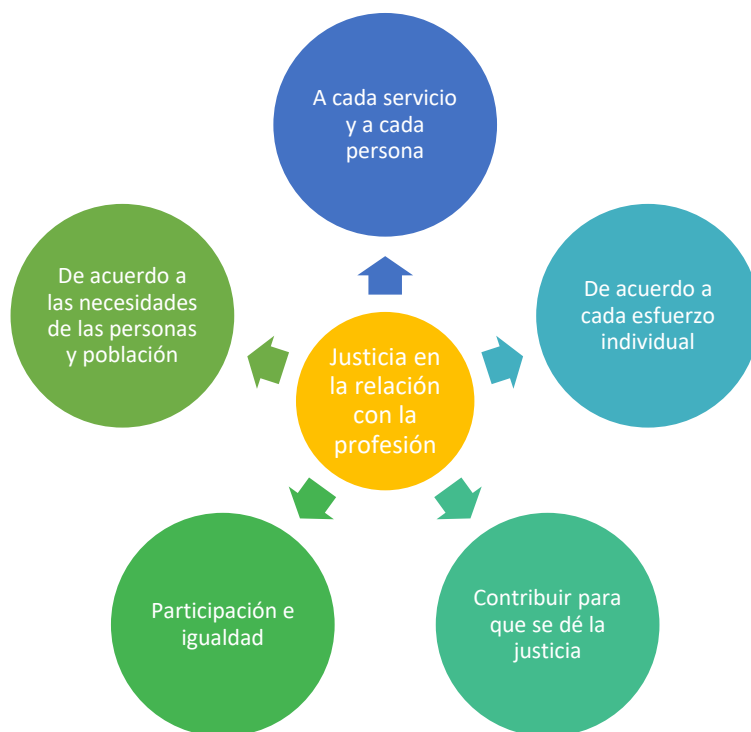 A cada servicio
y a cada
persona
De acuerdo a
las necesidades
de las personas
y población
De acuerdo a
cada esfuerzo
individual
Justicia en
la relación
con la
profesión
Participación e
igualdad
Contribuir para
que se dé la
justicia